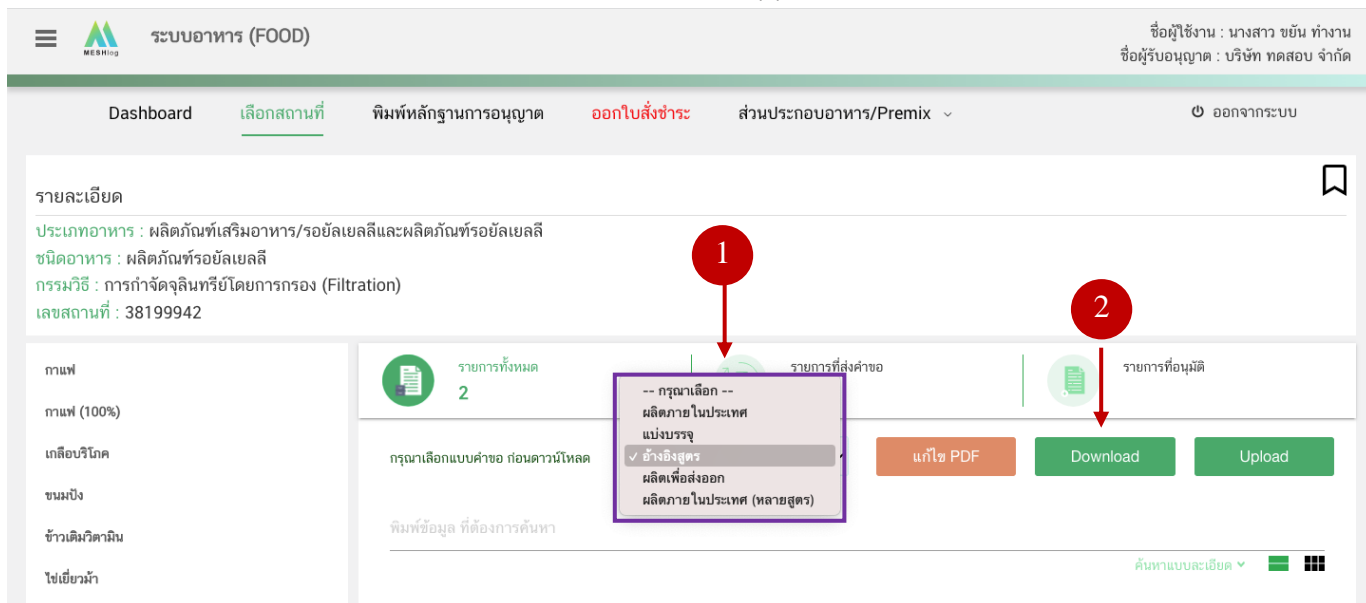 MESHlog
ระบบอาหาร (FOOD)
ชื่อผู้ใช้งาน : นางสาว ขยัน ทำงาน
ชื่อผู้รับอนุญาต : บริษัท ทดสอบ จำกัด
Dashboard เลือกสถานที่ พิมพ์หลักฐานการอนุญาต ออกใบสั่งชำระ ส่วนประกอบอาหาร/Premix ออกจากระบบ
รายละเอียด
ประเภทอาหาร : ผลิตภัณฑ์เสริมอาหาร/รอยัลเยลลีและผลิตภัณฑ์รอยัลเยลลี
ชนิดอาหาร : ผลิตภัณฑ์รอยัลเยลลี
กรรมวิธี : การกำจัดจุลินทรีย์โดยการกรอง (Filtration)
เลขสถานที่ : 38199942
1
2
กาแฟ
กาแฟ (100%)
เกลือบริโภค
ขนมปัง
ข้าวเติมวิตามิน
ไข่เยี่ยวม้า
รายการทั้งหมด
2
รายการที่ส่งคำขอ
รายการที่อนุมัติ
-- กรุณาเลือก --
ผลิตภายในประเทศ
แบ่งบรรจุ
✓ อ้างอิงสูตร
ผลิตเพื่อส่งออก
ผลิตภายในประเทศ (หลายสูตร)
กรุณาเลือกแบบคำขอ ก่อนดาวน์โหลด
แก้ไข PDF
Download
Upload
พิมพ์ข้อมูล ที่ต้องการค้นหา
ค้นหาแบบละเอียด